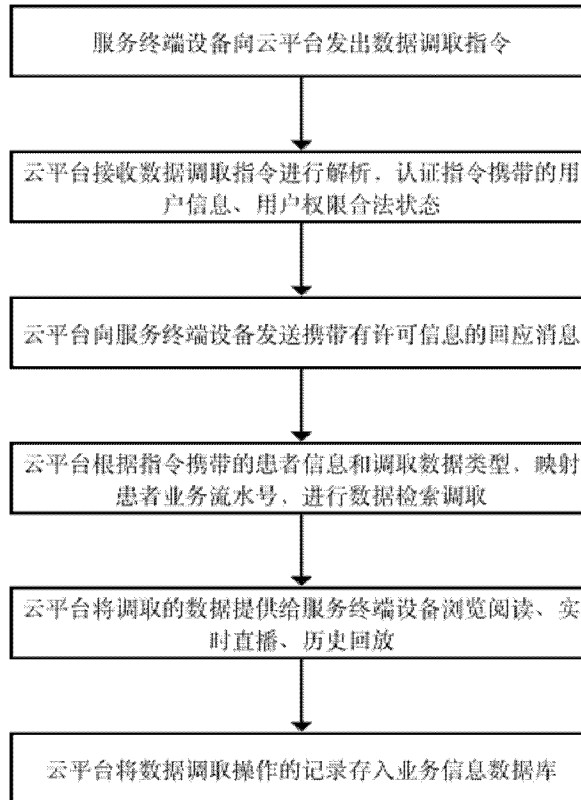 服务终端设备向云平台发出数据调取指令
云平台接收数据调取指令进行解析，认证指令携带的用
户信息、用户权限合法状态
云平台向服务终端设备发送携带有许可信息的回应消息
云平台根据指令携带的患者信息和调取数据类型，映射
患者业务流水号，进行数据检索调取
云平台将调取的数据提供给服务终端设备浏览阅读、实
时直播、历史回放
云平台将数据调取操作的记录存入业务信息数据库